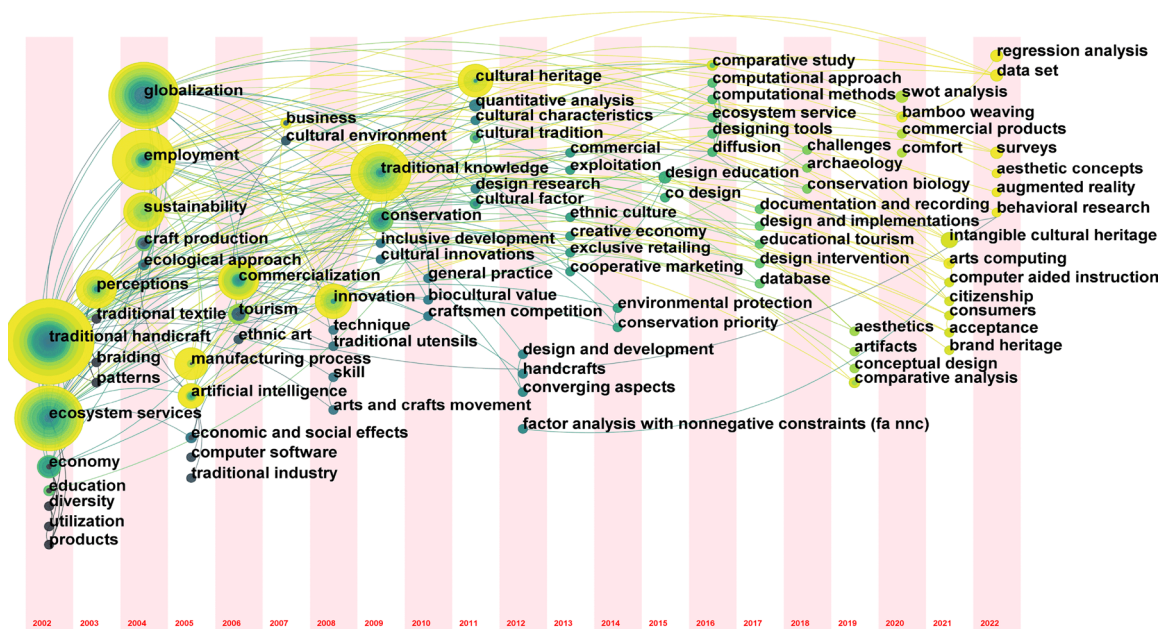 globalization
employment
sustainability
craft production
ecological approach
perceptions
traditional textile
traditional handicraft
braiding
patterns
ecosystem services
economy
education
diversity
utilization
products
business
cultural environment
commercialization
tourism
ethnic art
manufacturing process
artificial intelligence
economic and social effects
computer software
traditional industry
innovation
technique
traditional utensils
skill
arts and crafts movement
traditional knowledge
conservation
inclusive development
cultural innovations
general practice
biocultural value
craftsmen competition
cultural heritage
quantitative analysis
cultural characteristics
cultural tradition
design research
cultural factor
design and development
handcrafts
converging aspects
factor analysis with nonnegative constraints (fa nnc)
commercial
exploitation
ethnic culture
creative economy
exclusive retailing
cooperative marketing
environmental protection
conservation priority
design education
co design
comparative study
computational approach
computational methods
ecosystem service
designing tools
diffusion
documentation and recording
design and implementations
educational tourism
design intervention
database
challenges
archaeology
conservation biology
aesthetics
artifacts
conceptual design
comparative analysis
swot analysis
bamboo weaving
commercial products
comfort
intangible cultural heritage
arts computing
computer aided instruction
citizenship
consumers
acceptance
brand heritage
regression analysis
data set
surveys
aesthetic concepts
augmented reality
behavioral research
2002 2003 2004 2005 2006 2007 2008 2009 2010 2011 2012 2013 2014 2015 2016 2017 2018 2019 2020 2021 2022